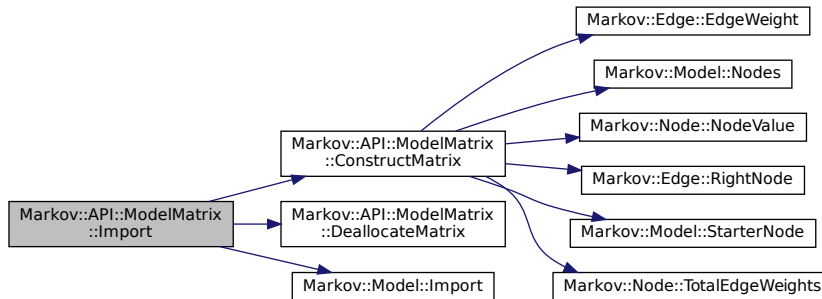 Markov::Edge::EdgeWeight
Markov::Model::Nodes
Markov::Node::NodeValue
Markov::API::ModelMatrix
::ConstructMatrix
Markov::Edge::RightNode
Markov::API::ModelMatrix
::Import
Markov::API::ModelMatrix
::DeallocateMatrix
Markov::Model::StarterNode
Markov::Model::Import
Markov::Node::TotalEdgeWeights